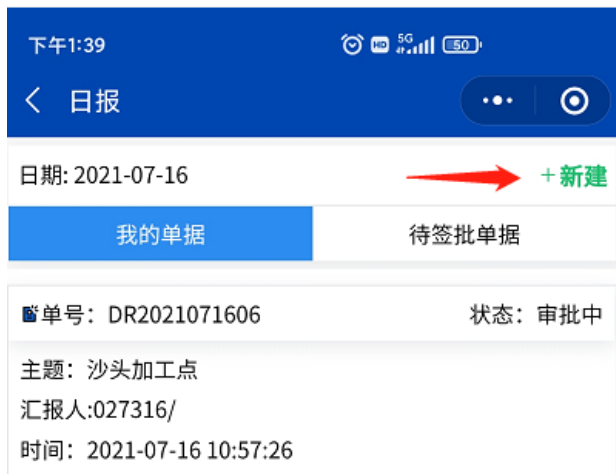 下午1:39 HD 5G 50
日报
日期: 2021-07-16 +新建
我的单据 待签批单据
单号：DR2021071606 状态：审批中
主题：沙头加工点
汇报人:027316/
时间：2021-07-16 10:57:26